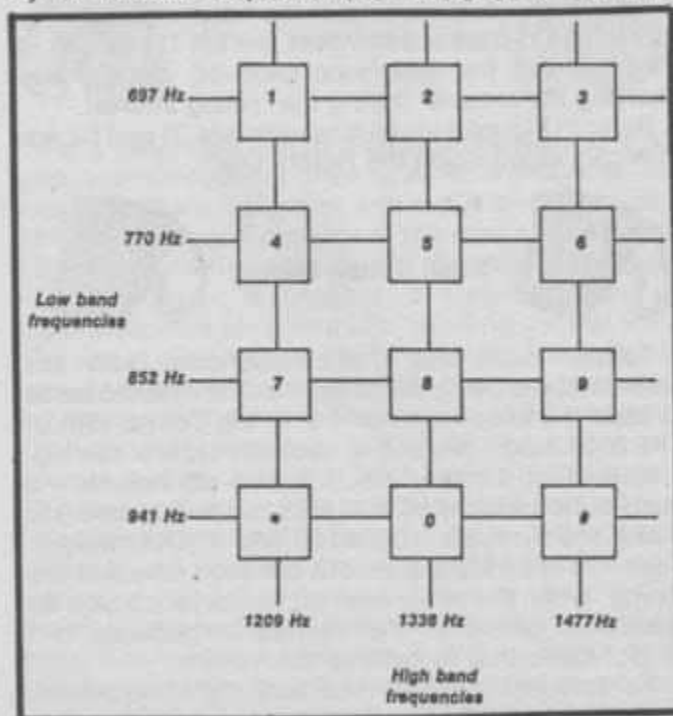 697 Hz 1 2 3
770 Hz 4 5 6
Low band
frequencies
852 Hz 7 8 9
941 Hz * 0 #
1209 Hz 1338 Hz 1477 Hz
High band
frequencies